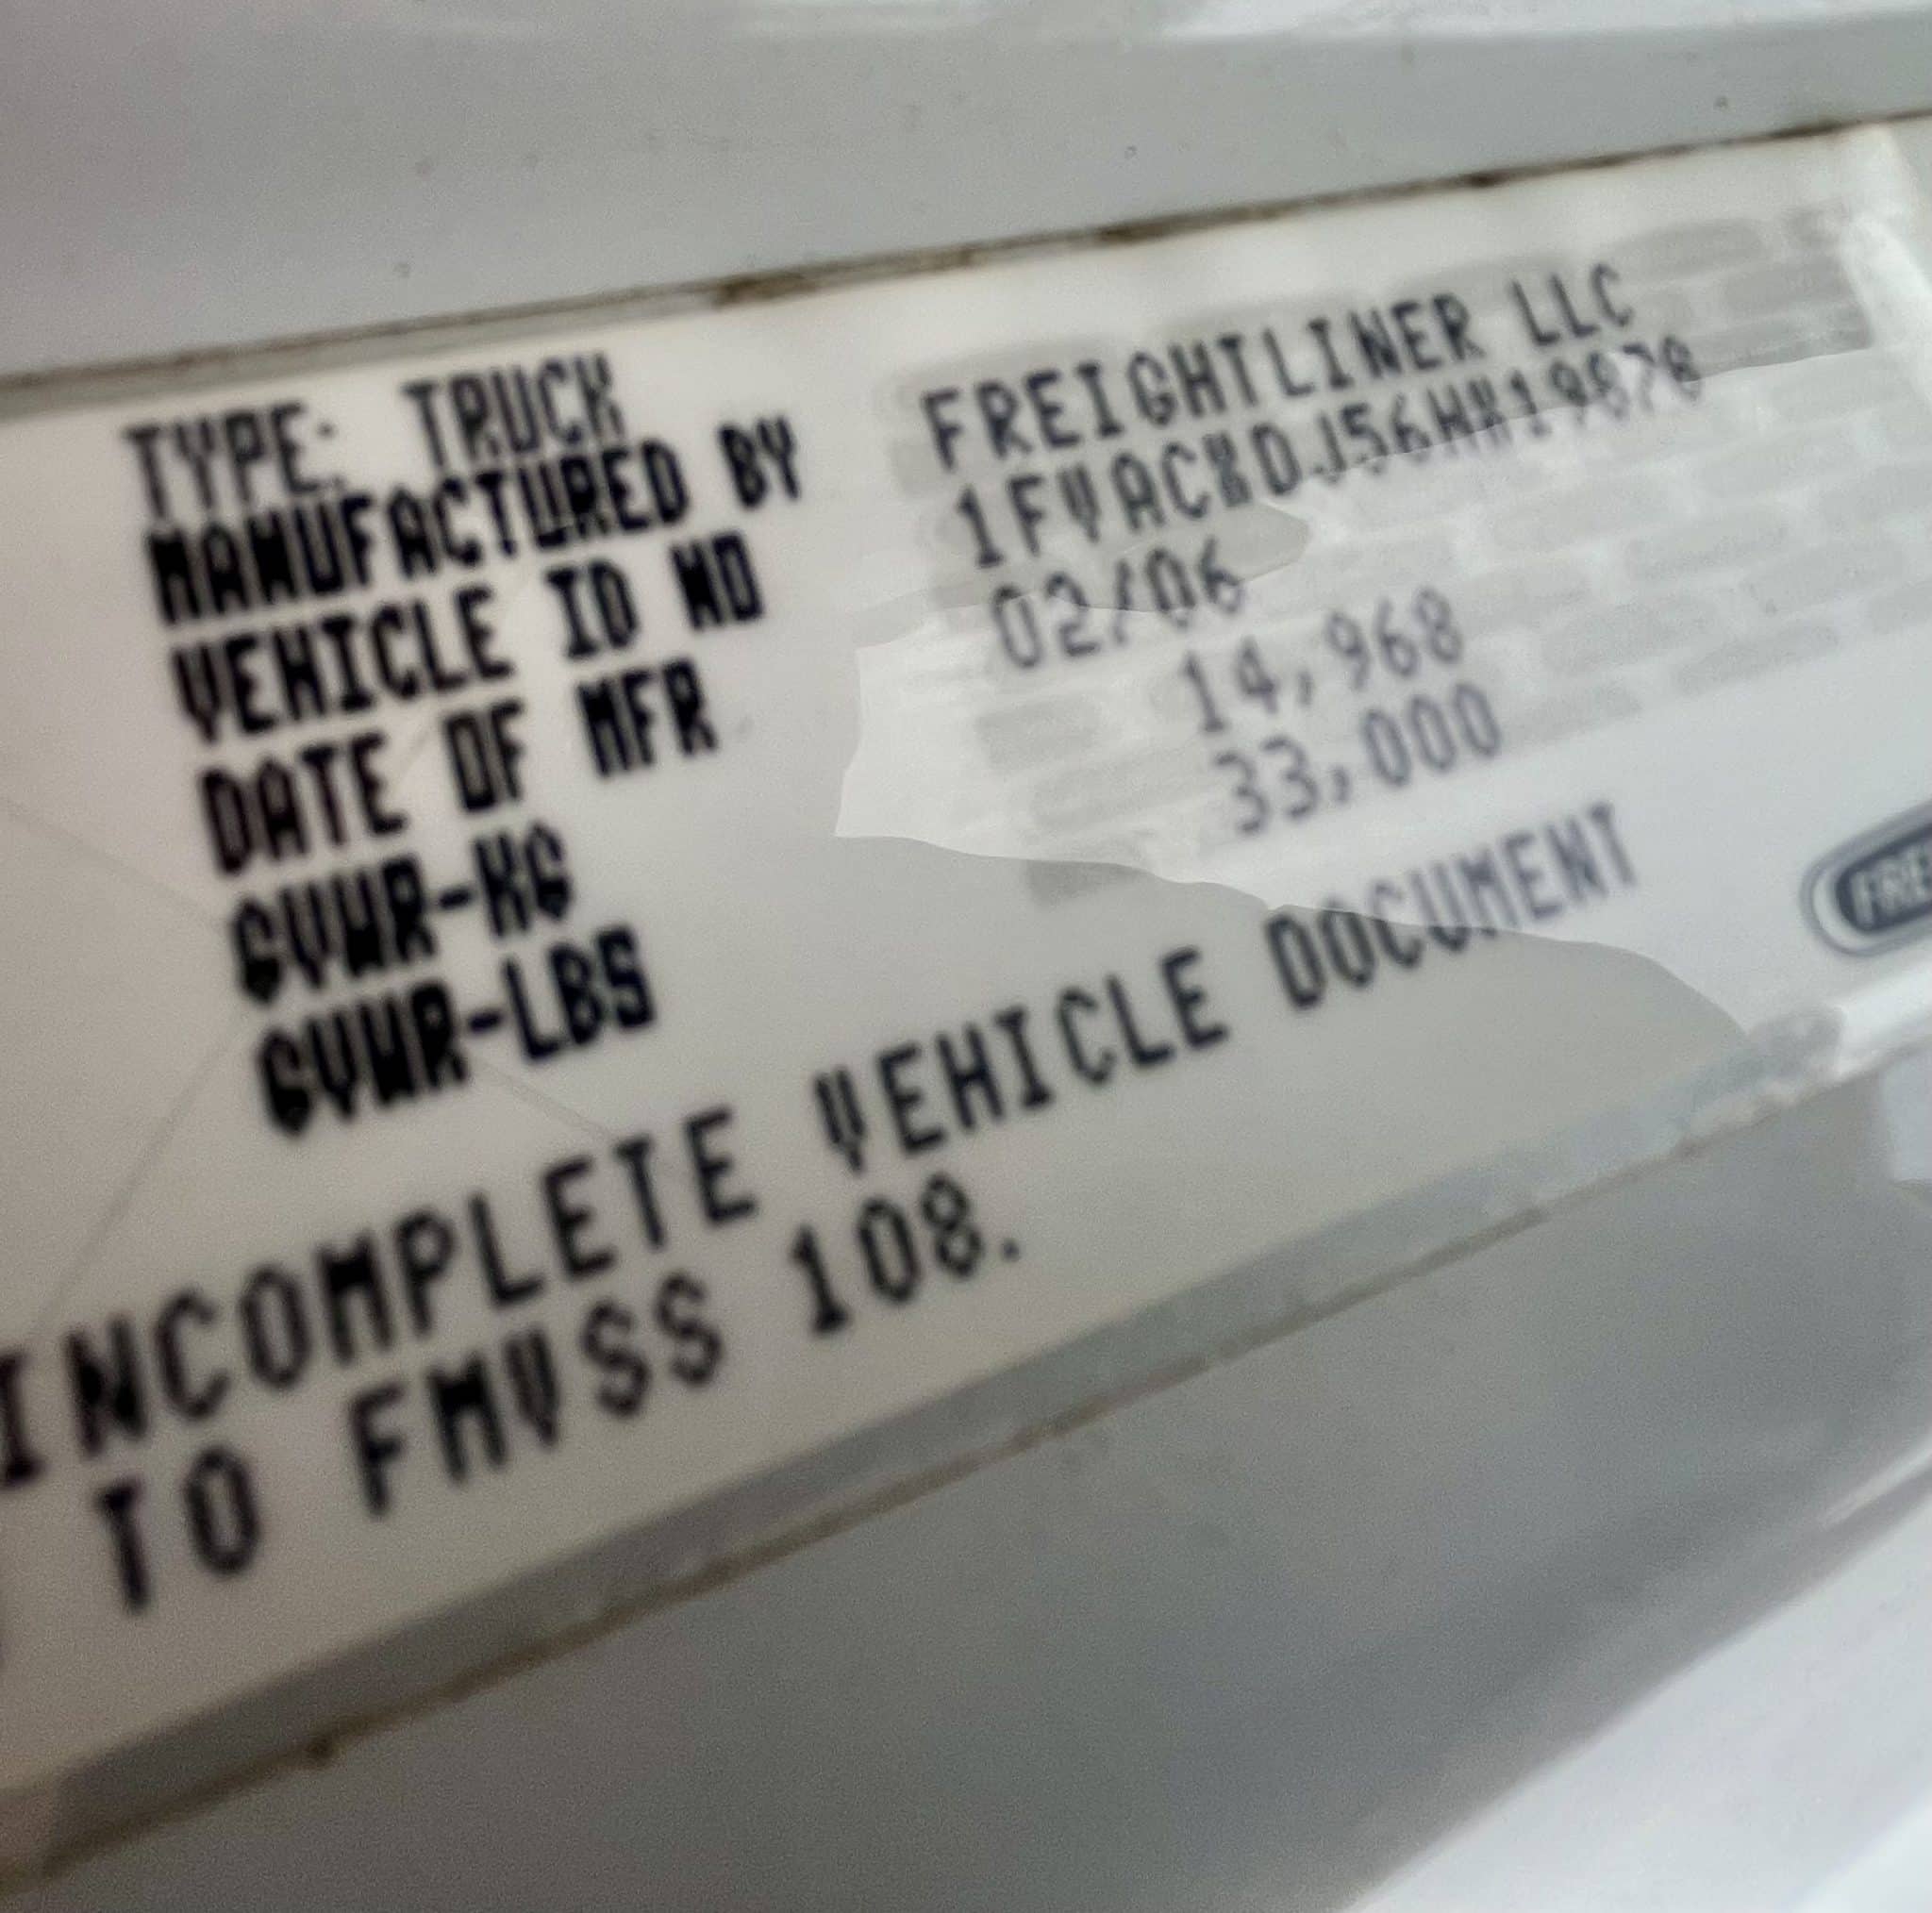 TYPE: TRUCK
MANUFACTURED BY FREIGHTLINER LLC
VEHICLE ID NO
DATE OF MFR 02/06
GVWR-KG 14,968
GVWR-LBS 33,000
INCOMPLETE VEHICLE DOCUMENT
TO FMVSS 108.
FRE